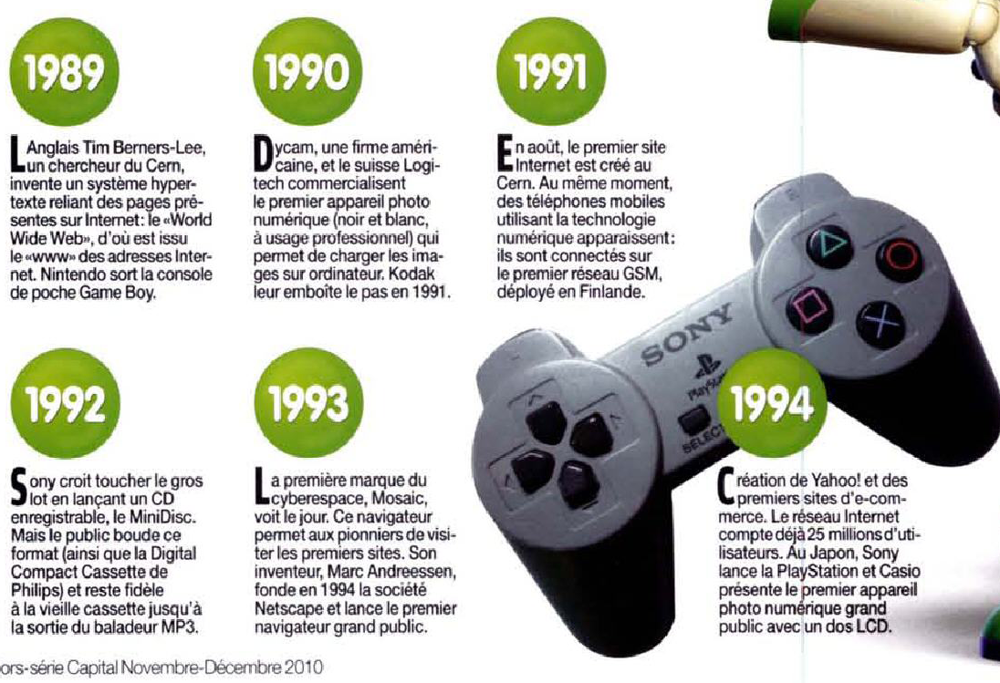 1989
L Anglais Tim Berners-Lee,
un chercheur du Cern,
invente un système hyper-
texte reliant des pages pré-
sentes sur Internet: le «World
Wide Web», d'où est issu
le «www» des adresses Inter-
net. Nintendo sort la console
de poche Game Boy.
1990
Dycam, une firme améri-
caine, et le suisse Logi-
tech commercialisent
le premier appareil photo
numérique (noir et blanc,
à usage professionnel) qui
permet de charger les ima-
ges sur ordinateur. Kodak
leur emboîte le pas en 1991.
1991
En août, le premier site
Internet est créé au
Cern. Au même moment,
des téléphones mobiles
utilisant la technologie
numérique apparaissent:
ils sont connectés sur
le premier réseau GSM,
déployé en Finlande.
SONY
SELECT
1992
Sony croit toucher le gros
lot en lançant un CD
enregistrable, le MiniDisc.
Mais le public boude ce
format (ainsi que la Digital
Compact Cassette de
Philips) et reste fidèle
à la vieille cassette jusqu'à
la sortie du baladeur MP3.
1993
La première marque du
cyberespace, Mosaic,
voit le jour. Ce navigateur
permet aux pionniers de visi-
ter les premiers sites. Son
inventeur, Marc Andreessen,
fonde en 1994 la société
Netscape et lance le premier
navigateur grand public.
1994
Création de Yahoo! et des
premiers sites d'e-com-
merce. Le réseau Internet
compte déjà 25 millions d'uti-
lisateurs. Au Japon, Sony
lance la PlayStation et Casio
présente le premier appareil
photo numérique grand
public avec un dos LCD.
ors-série Capital Novembre-Décembre 2010